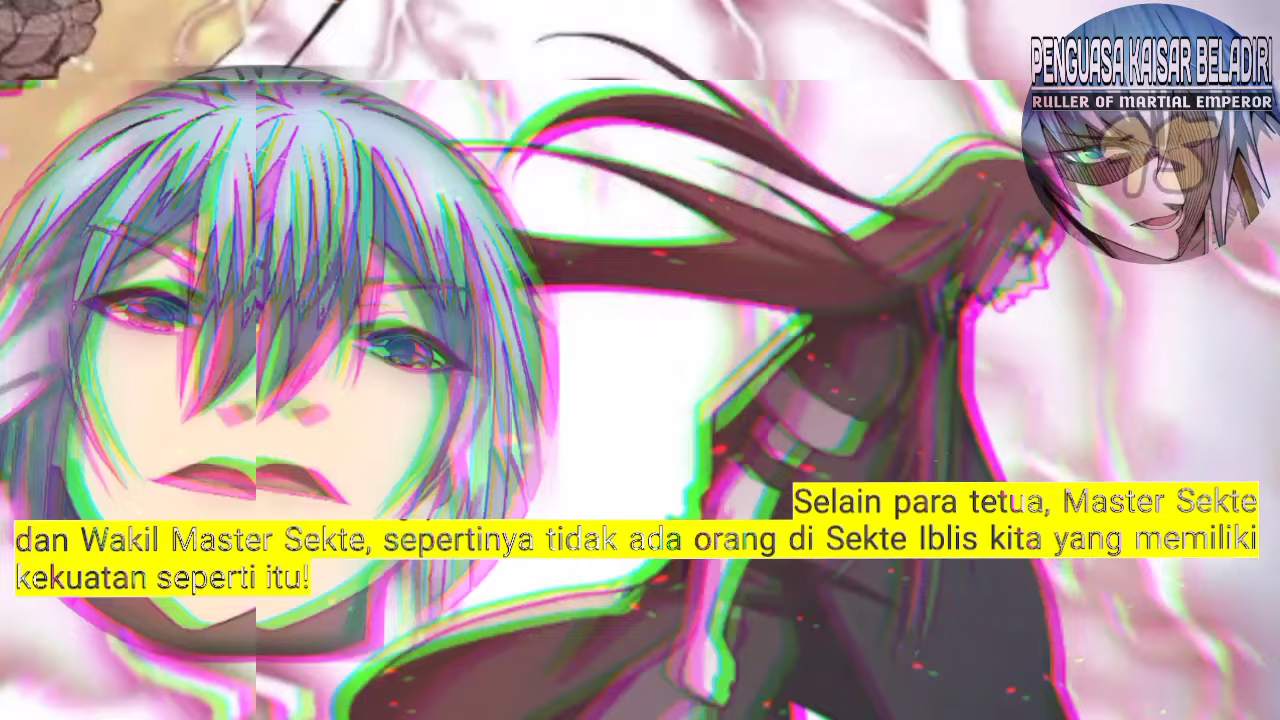 PENGUASA KAISAR BELADIRI
RULLER OF MARTIAL EMPEROR
Selain para tetua, Master Sekte
dan Wakil Master Sekte, sepertinya tidak ada orang di Sekte Iblis kita yang memiliki
kekuatan seperti itu!